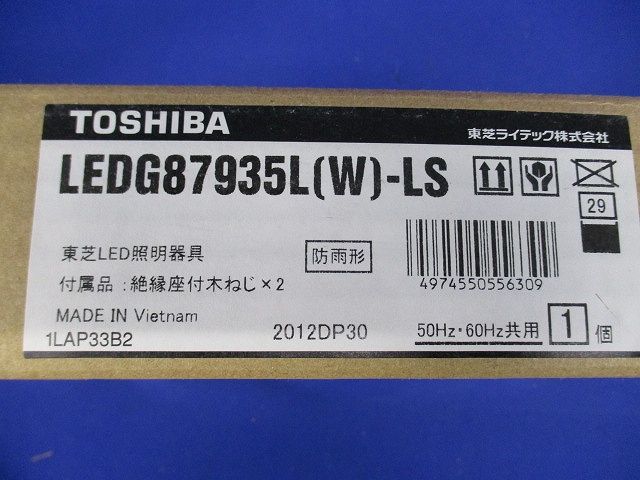 TOSHIBA
東芝ライテック株式会社
LEDG87935L(W)-LS
29
東芝LED照明器具
防雨形
付属品:絶縁座付木ねじ×2
4974550556309
MADE IN Vietnam
1LAP33B2
2012DP30
50Hz・60Hz共用
1個